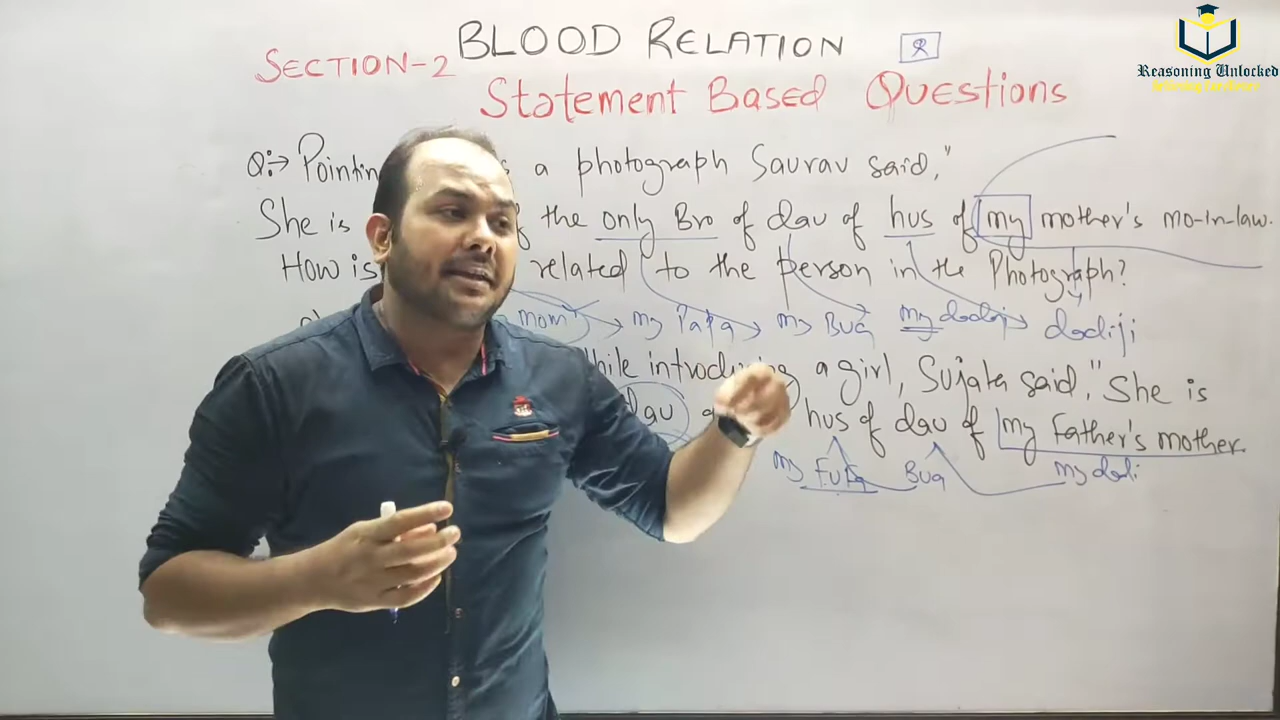 BLOOD RELATION R
SECTION-2
Statement Based Questions
Reasoning Unlocked
Q:→ Pointin a photograph Saurav said,"
She is the only Bro of dau of hus of my mother's mo-in-law.
How is related to the person in the Photograph?
mom my Papa my Bua my dadaji dadiji
hile introducing a girl, Sujata said, "She is
dau hus of dau of my Father's mother
my FUFa Bua my dadi